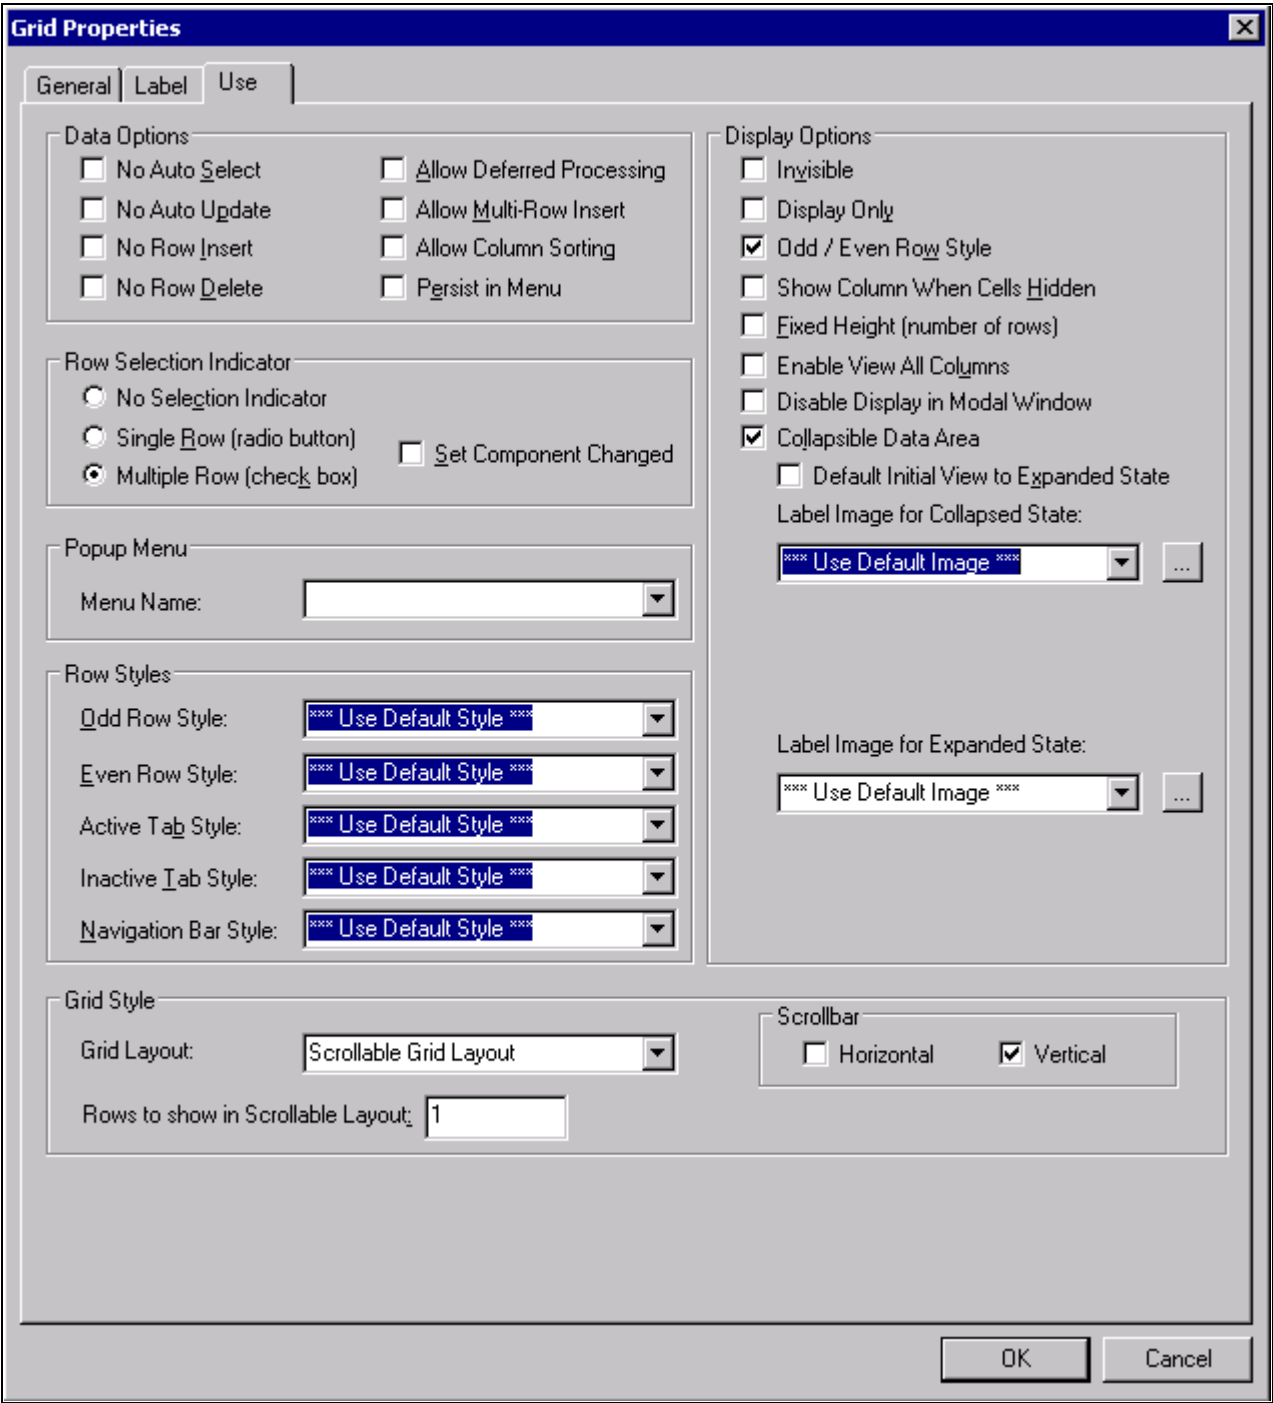 Grid Properties
General
Label
Use
Data Options
No Auto Select
No Auto Update
No Row Insert
No Row Delete
Allow Deferred Processing
Allow Multi-Row Insert
Allow Column Sorting
Persist in Menu
Row Selection Indicator
No Selection Indicator
Single Row (radio button)
Multiple Row (check box)
Set Component Changed
Popup Menu
Menu Name:
Row Styles
Odd Row Style:
*** Use Default Style ***
Even Row Style:
*** Use Default Style ***
Active Tab Style:
*** Use Default Style ***
Inactive Tab Style:
*** Use Default Style ***
Navigation Bar Style:
*** Use Default Style ***
Display Options
Invisible
Display Only
Odd / Even Row Style
Show Column When Cells Hidden
Fixed Height (number of rows)
Enable View All Columns
Disable Display in Modal Window
Collapsible Data Area
Default Initial View to Expanded State
Label Image for Collapsed State:
*** Use Default Image ***
...
Label Image for Expanded State:
*** Use Default Image ***
...
Grid Style
Grid Layout:
Scrollable Grid Layout
Rows to show in Scrollable Layout:
1
Scrollbar
Horizontal
Vertical
OK
Cancel